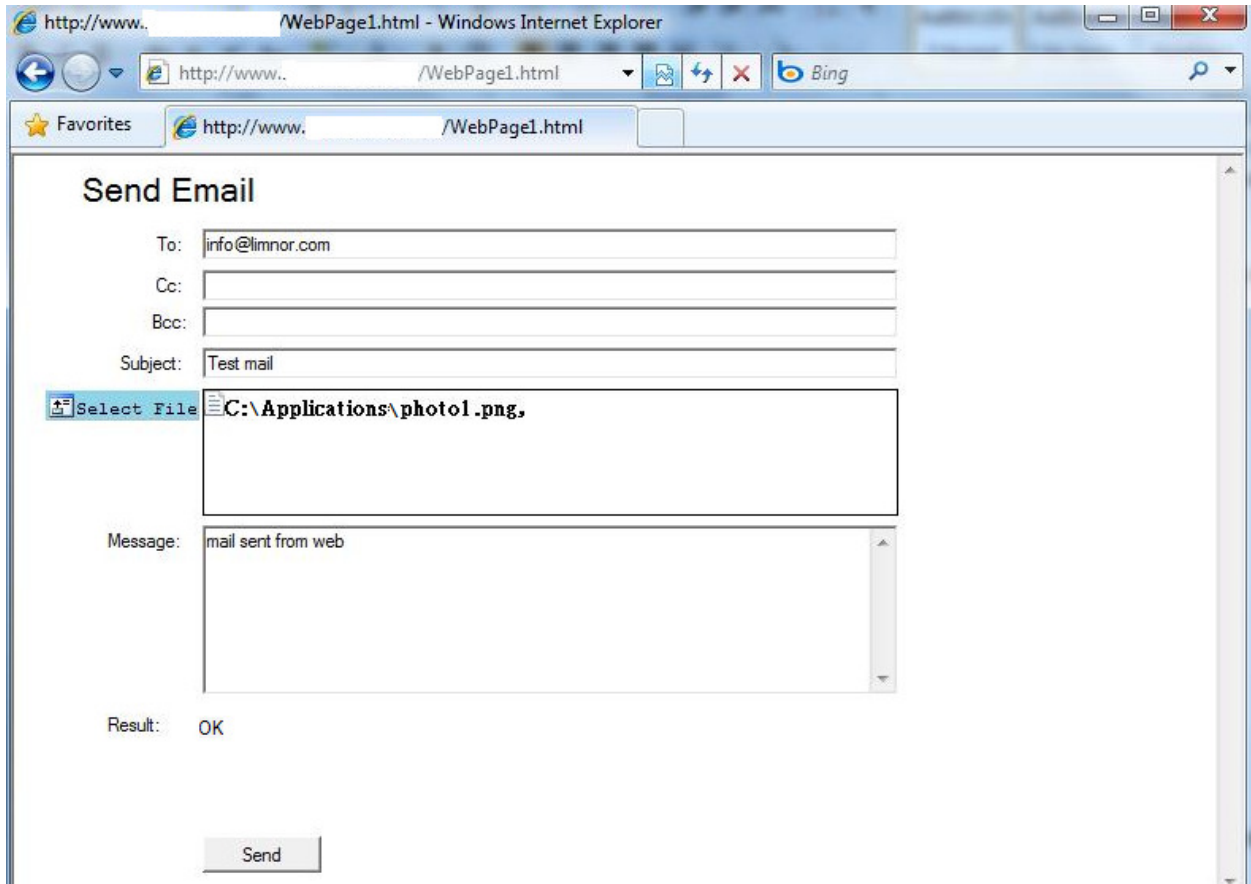 http://www.. /WebPage1.html - Windows Internet Explorer
http://www.. /WebPage1.html
Bing
Favorites
http://www. /WebPage1.html
Send Email
To: info@limnor.com
Cc:
Bcc:
Subject: Test mail
Select File C:\Applications\photo1.png,
Message: mail sent from web
Result: OK
Send